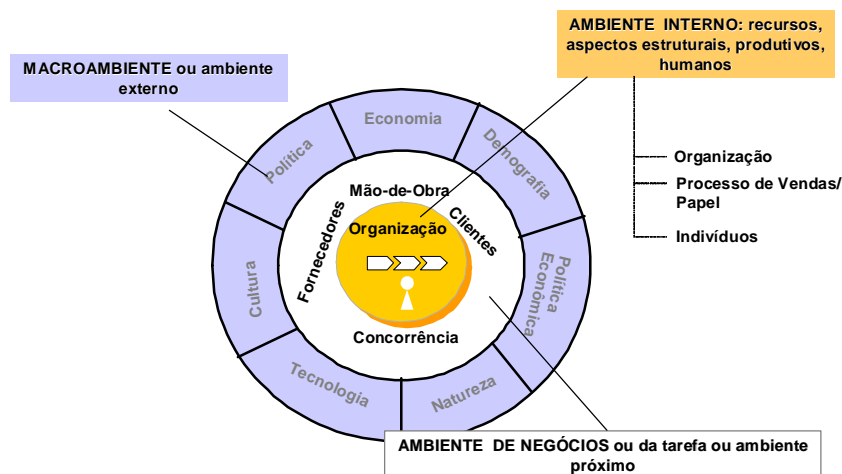 AMBIENTE INTERNO: recursos,
aspectos estruturais, produtivos,
humanos
MACROAMBIENTE ou ambiente
externo
Organização
Processo de Vendas/
Papel
Indivíduos
Economia
Demografia
Política
Econômica
Natureza
Tecnologia
Cultura
Política
Mão-de-Obra
Clientes
Fornecedores
Organização
Concorrência
AMBIENTE DE NEGÓCIOS ou da tarefa ou ambiente
próximo